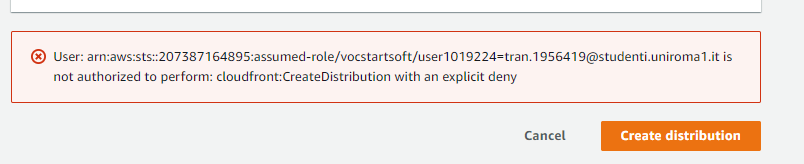 User: arn:aws:sts::207387164895:assumed-role/vocstartsoft/user1019224=tran.1956419@studenti.uniroma1.it is
not authorized to perform: cloudfront:CreateDistribution with an explicit deny
Cancel Create distribution